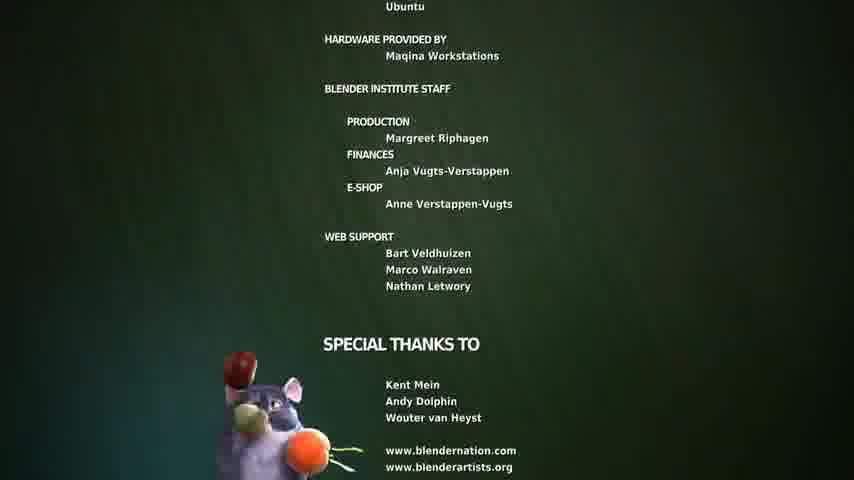 Ubuntu
HARDWARE PROVIDED BY
Maqina Workstations
BLENDER INSTITUTE STAFF
PRODUCTION
Margreet Riphagen
FINANCES
Anja Vugts-Verstappen
E-SHOP
Anne Verstappen-Vugts
WEB SUPPORT
Bart Veldhuizen
Marco Walraven
Nathan Letwory
SPECIAL THANKS TO
Kent Mein
Andy Dolphin
Wouter van Heyst
www.blendernation.com
www.blenderartists.org